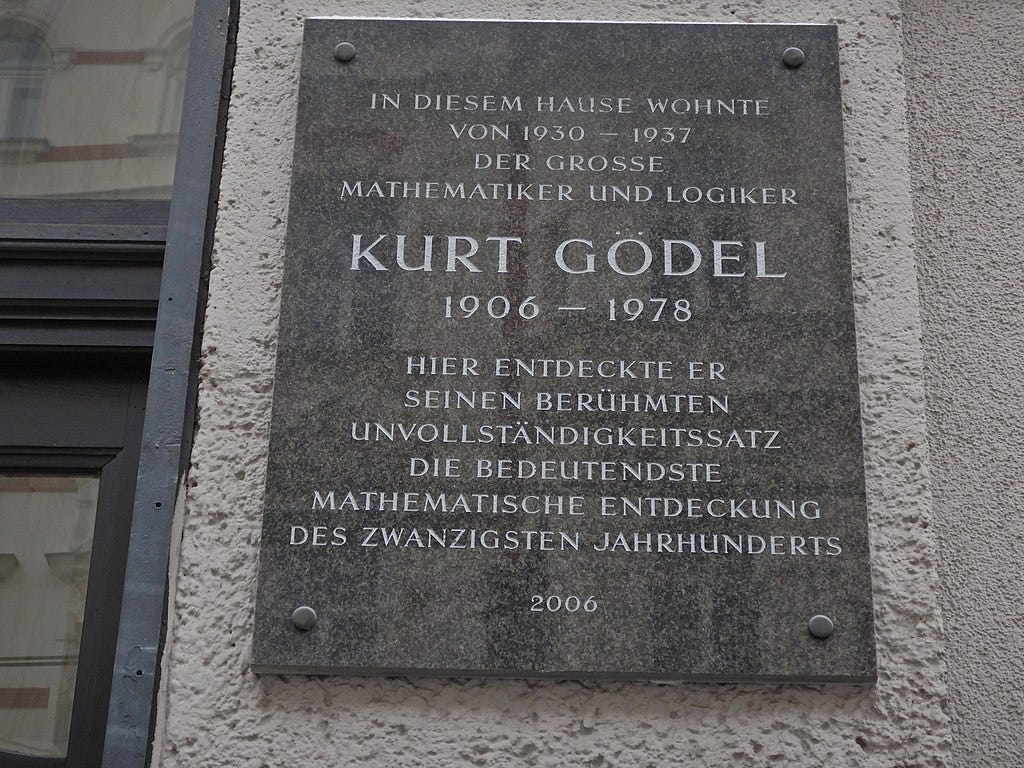 IN DIESEM HAUSE WOHNTE
VON 1930 – 1937
DER GROSSE
MATHEMATIKER UND LOGIKER
KURT GÖDEL
1906 – 1978
HIER ENTDECKTE ER
SEINEN BERÜHMTEN
UNVOLLSTÄNDIGKEITSSATZ
DIE BEDEUTENDSTE
MATHEMATISCHE ENTDECKUNG
DES ZWANZIGSTEN JAHRHUNDERTS
2006